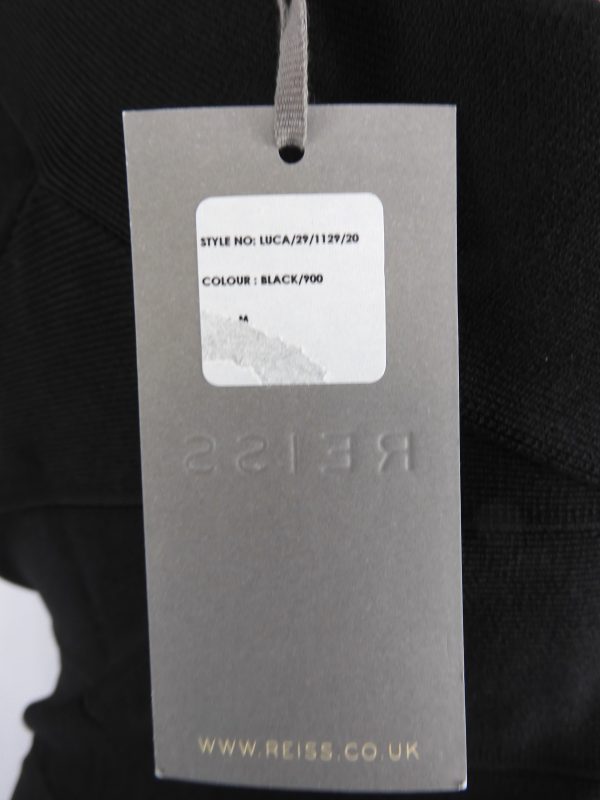 STYLE NO: LUCA/29/1129/20
COLOUR : BLACK/900
REISS
WWW.REISS.CO.UK